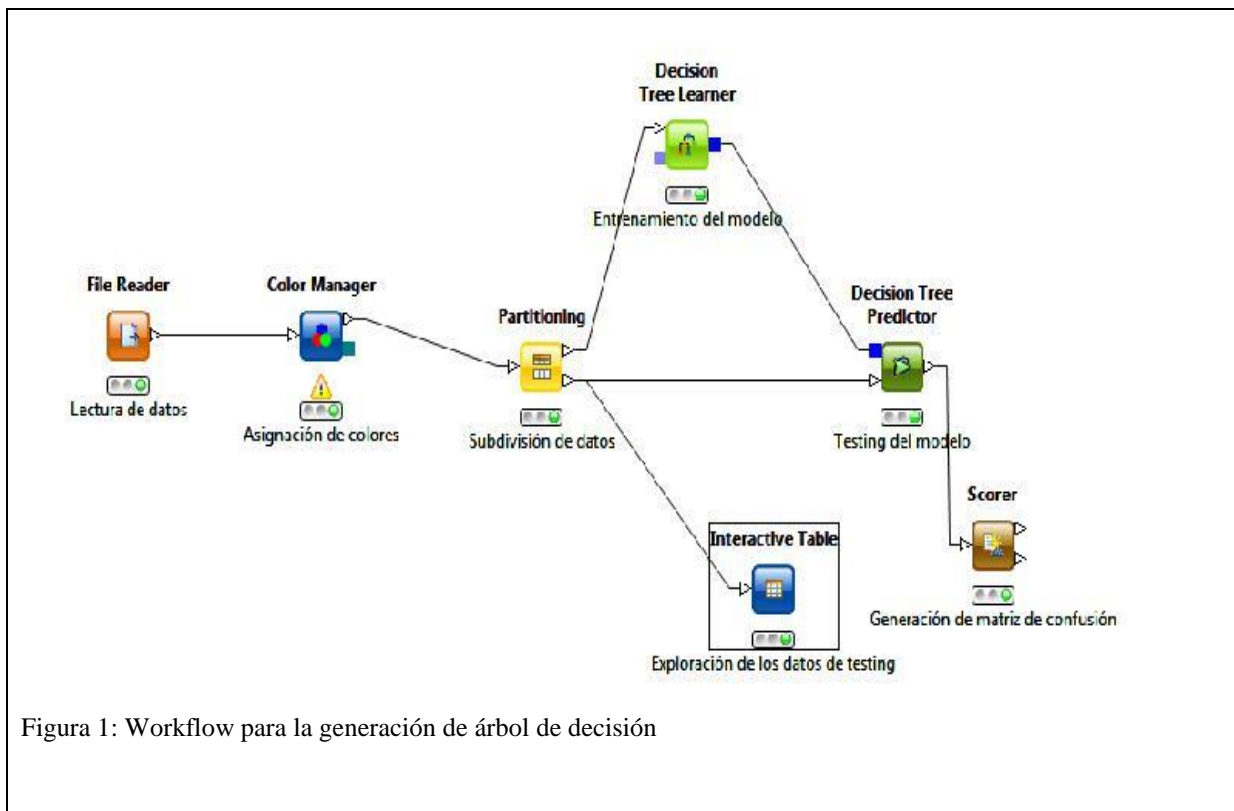 Decision
Tree Learner
Entrenamiento del modelo
File Reader
Lectura de datos
Color Manager
Asignación de colores
Partitioning
Subdivisión de datos
Decision Tree
Predictor
Testing del modelo
Interactive Table
Exploración de los datos de testing
Scorer
Generación de matriz de confusión
Figura 1: Workflow para la generación de árbol de decisión